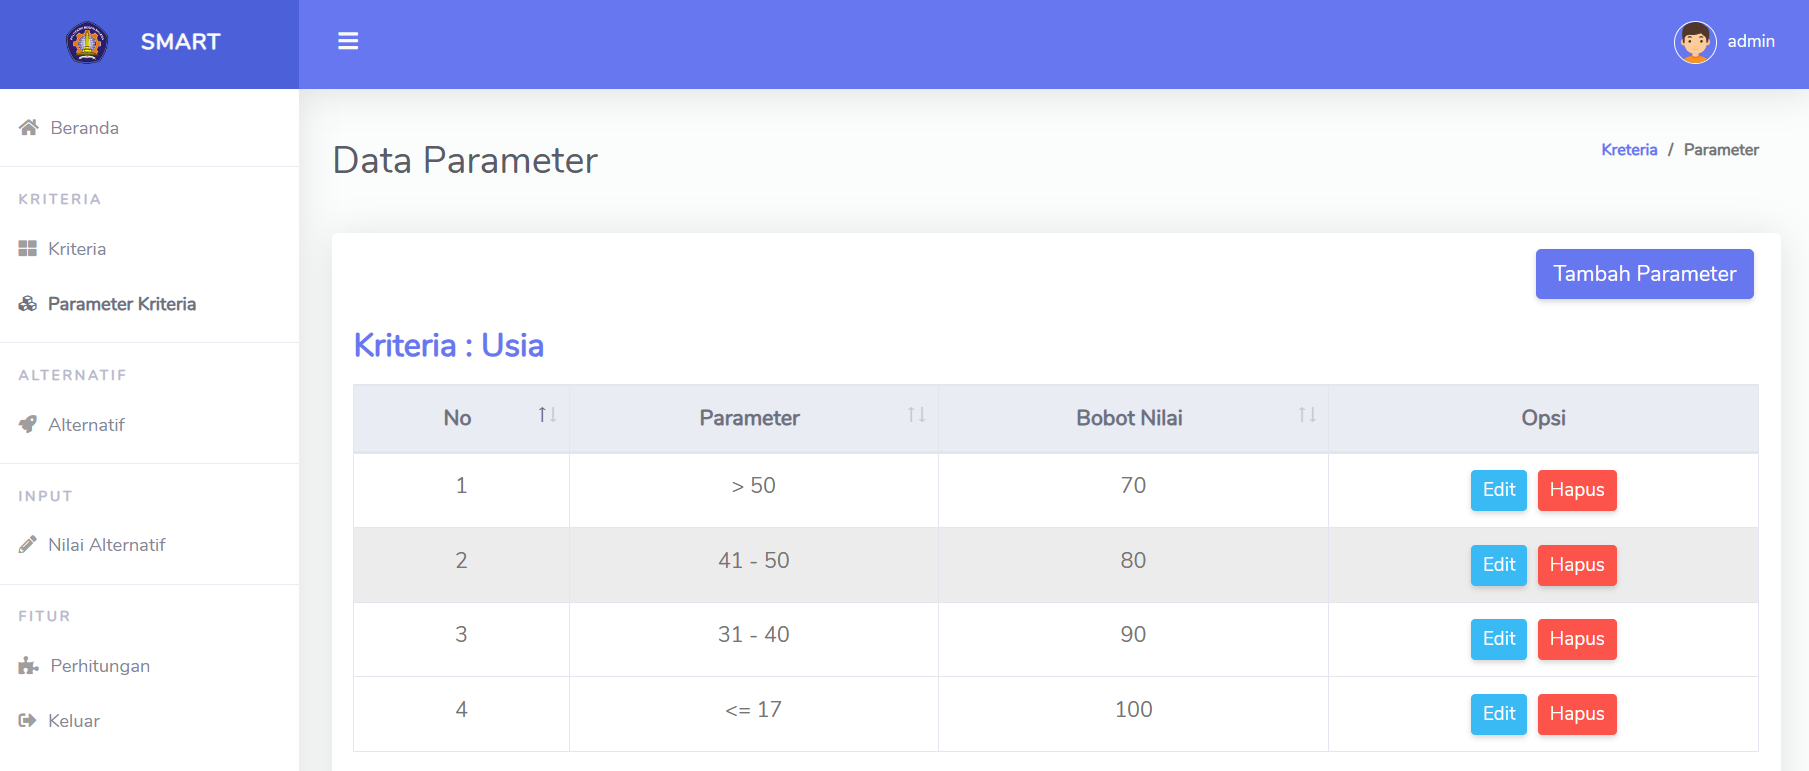 SMART
admin
Beranda
KRITERIA
Kriteria
Parameter Kriteria
ALTERNATIF
Alternatif
INPUT
Nilai Alternatif
FITUR
Perhitungan
Keluar
Data Parameter
Kreteria / Parameter
Tambah Parameter
Kriteria : Usia
No Parameter Bobot Nilai Opsi
1 > 50 70 Edit Hapus
2 41 - 50 80 Edit Hapus
3 31 - 40 90 Edit Hapus
4 <= 17 100 Edit Hapus